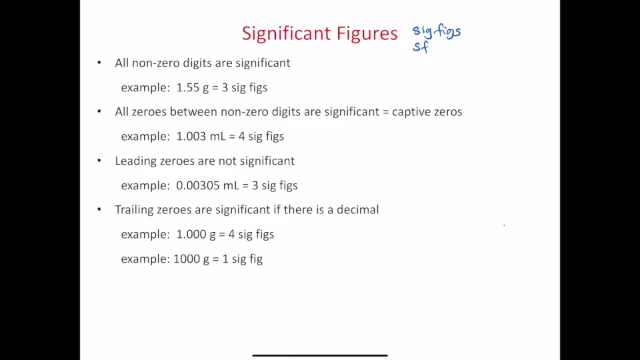 Significant Figures sig figs
sf
• All non-zero digits are significant
example: 1.55 g = 3 sig figs
• All zeroes between non-zero digits are significant = captive zeros
example: 1.003 mL = 4 sig figs
• Leading zeroes are not significant
example: 0.00305 mL = 3 sig figs
• Trailing zeroes are significant if there is a decimal
example: 1.000 g = 4 sig figs
example: 1000 g = 1 sig fig